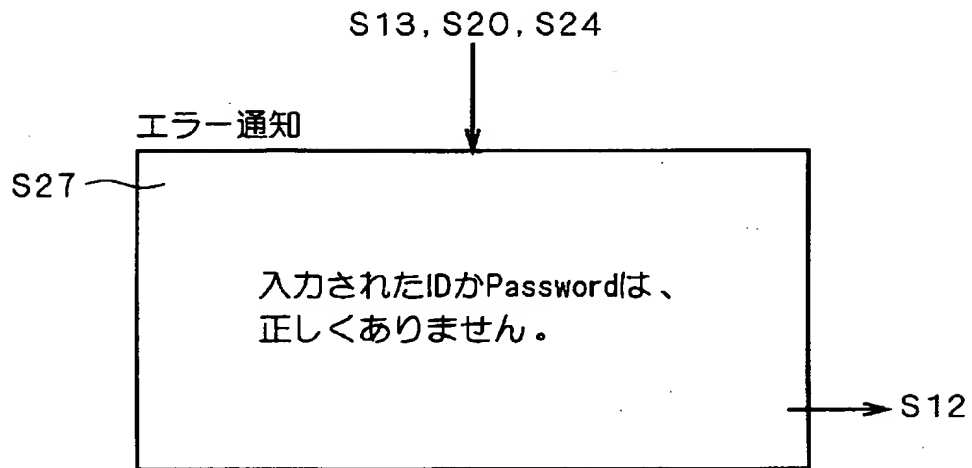 S13, S20, S24
エラー通知
S27
入力されたIDかPasswordは、
正しくありません。
S12